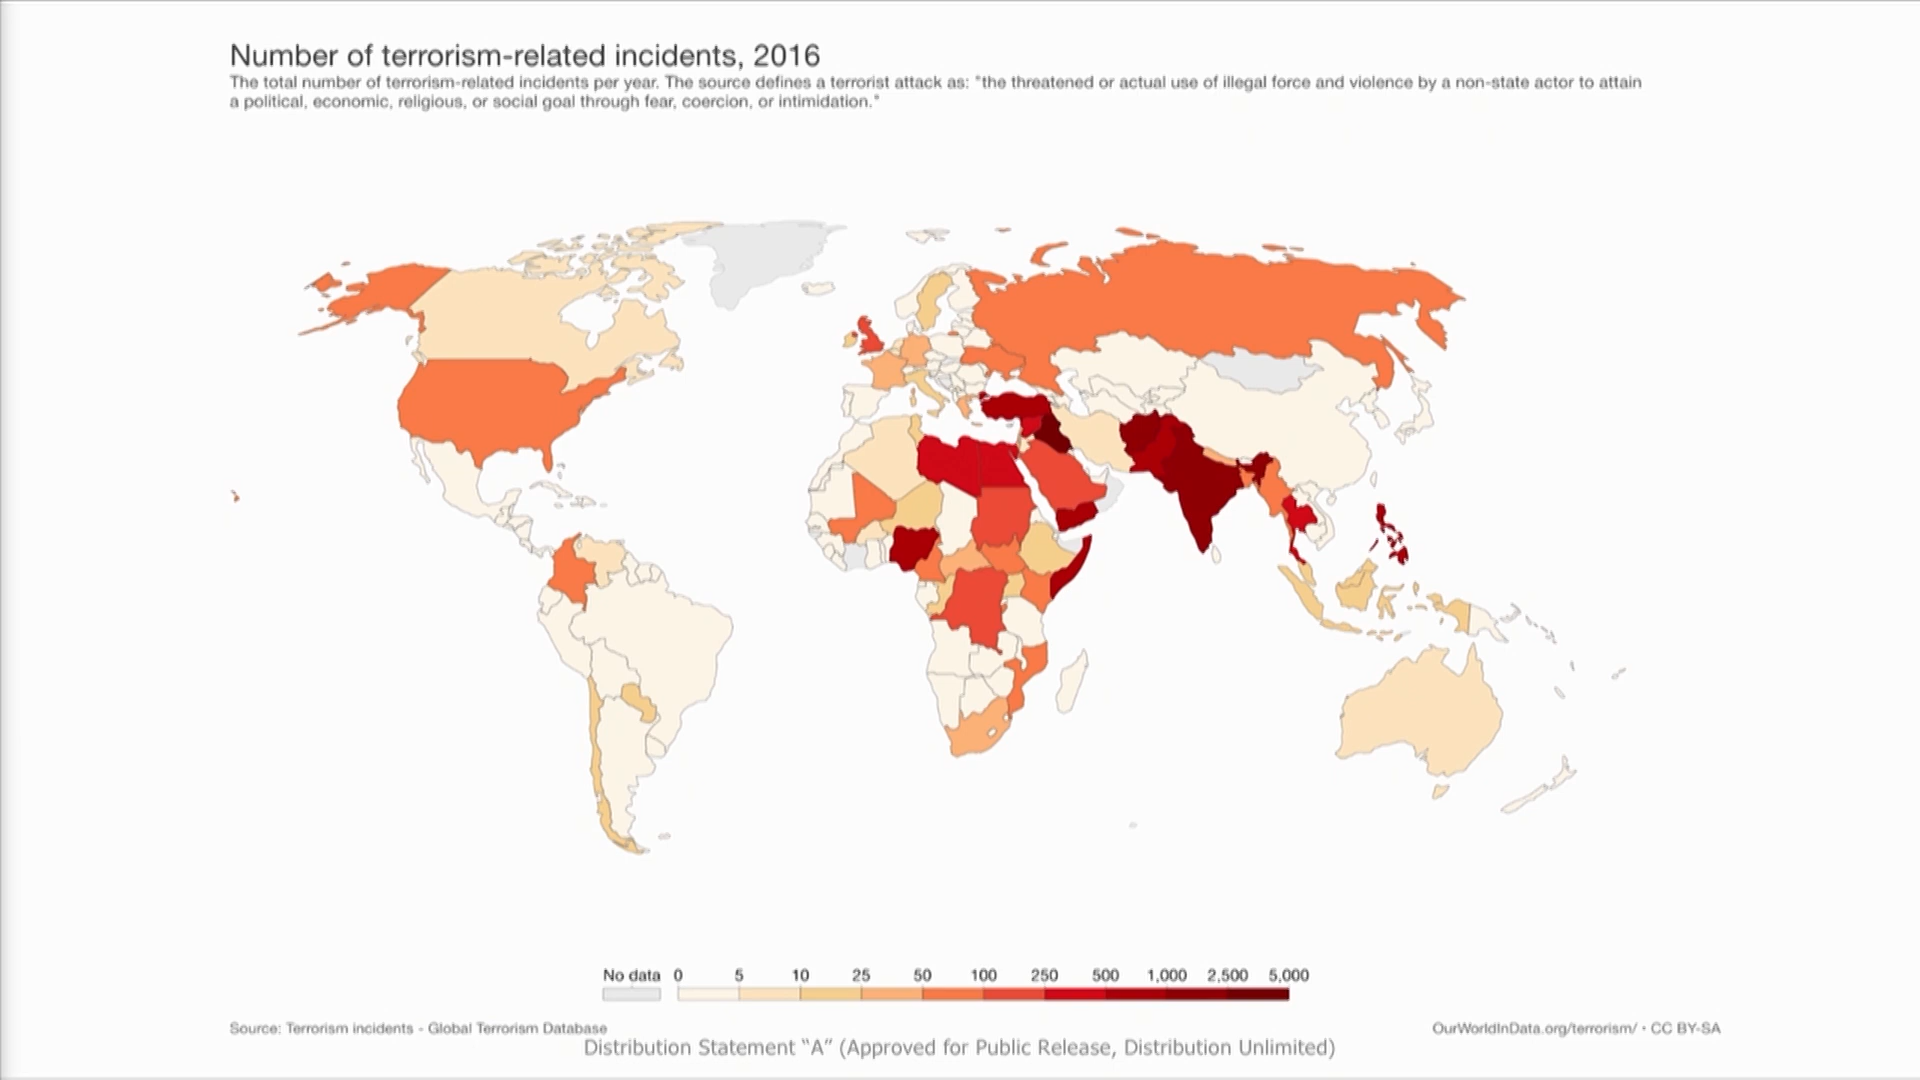 Number of terrorism-related incidents, 2016
The total number of terrorism-related incidents per year. The source defines a terrorist attack as: "the threatened or actual use of illegal force and violence by a non-state actor to attain
a political, economic, religious, or social goal through fear, coercion, or intimidation."
No data 0 5 10 25 50 100 250 500 1,000 2,500 5,000
Source: Terrorism incidents - Global Terrorism Database
OurWorldInData.org/terrorism/ • CC BY-SA
Distribution Statement “A” (Approved for Public Release, Distribution Unlimited)